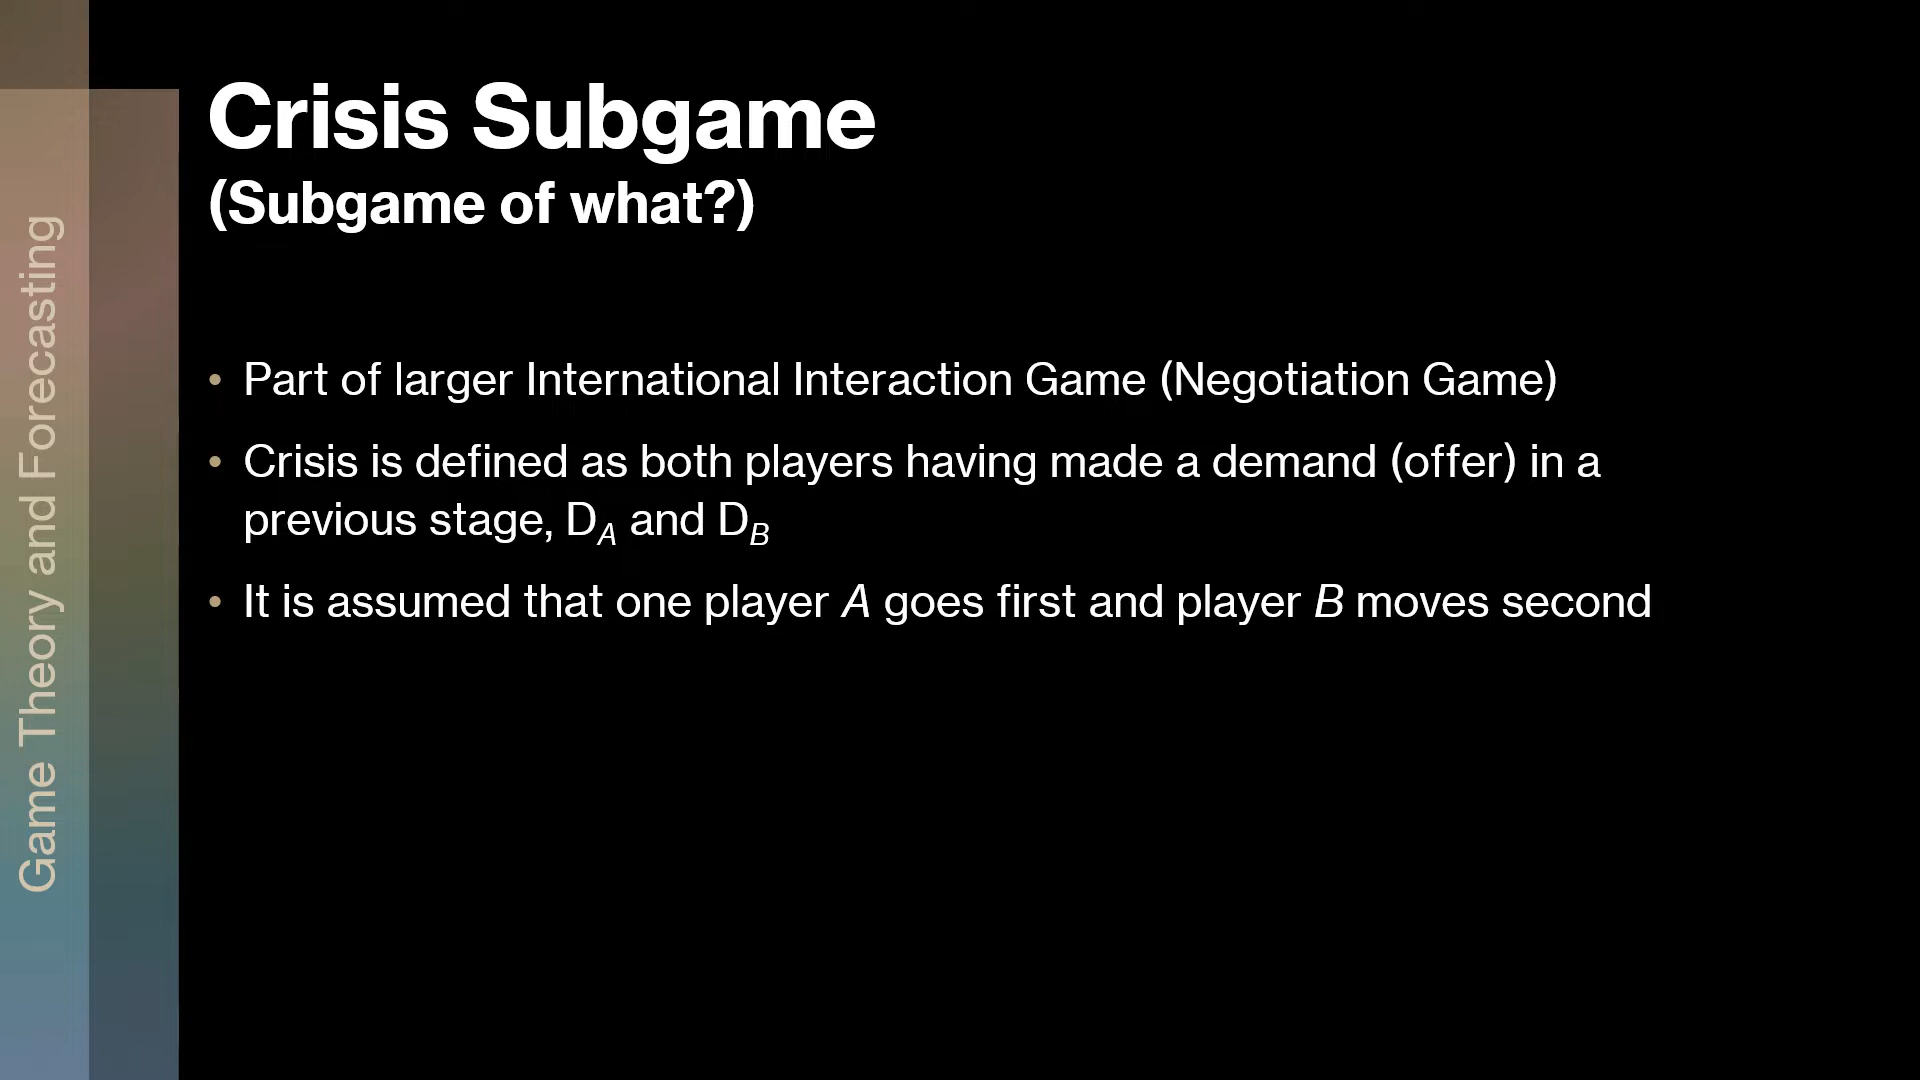 Game Theory and Forecasting
Crisis Subgame
(Subgame of what?)
• Part of larger International Interaction Game (Negotiation Game)
• Crisis is defined as both players having made a demand (offer) in a
previous stage, D_A and D_B
• It is assumed that one player A goes first and player B moves second